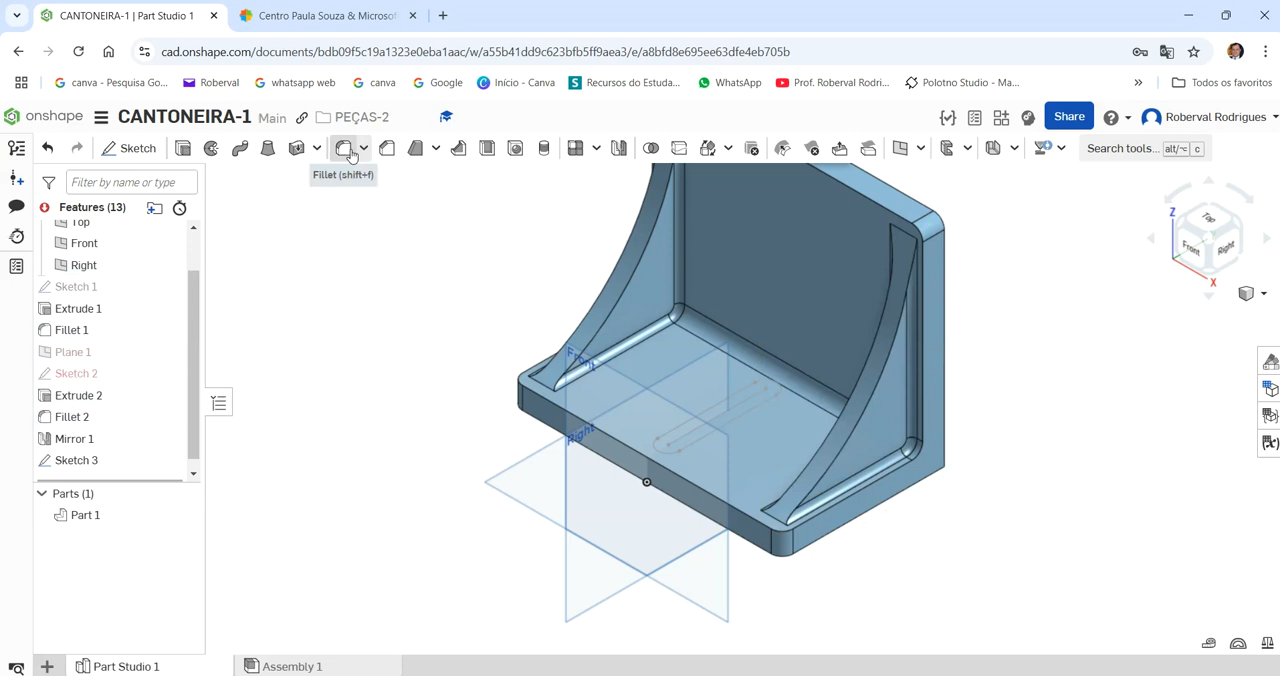 CANTONEIRA-1 | Part Studio 1
Centro Paula Souza & Microsof
cad.onshape.com/documents/bdb09f5c19a1323e0eba1aac/w/a55b41dd9c623bfb5ff9aea3/e/a8bfd8e695ee63dfe4eb705b
canva - Pesquisa Go... Roberval whatsapp web canva Google Início - Canva Recursos do Estuda... WhatsApp Prof. Roberval Rodri... Polotno Studio - Ma... » Todos os favoritos
onshape CANTONEIRA-1 Main PEÇAS-2 Share Roberval Rodrigues
Sketch Search tools... alt/⌥ c
Fillet (shift+f)
Filter by name or type
Features (13)
Top
Front
Right
Sketch 1
Extrude 1
Fillet 1
Plane 1
Sketch 2
Extrude 2
Fillet 2
Mirror 1
Sketch 3
Parts (1)
Part 1
Front
Right
Z
Top
Front Right
X
Part Studio 1 Assembly 1